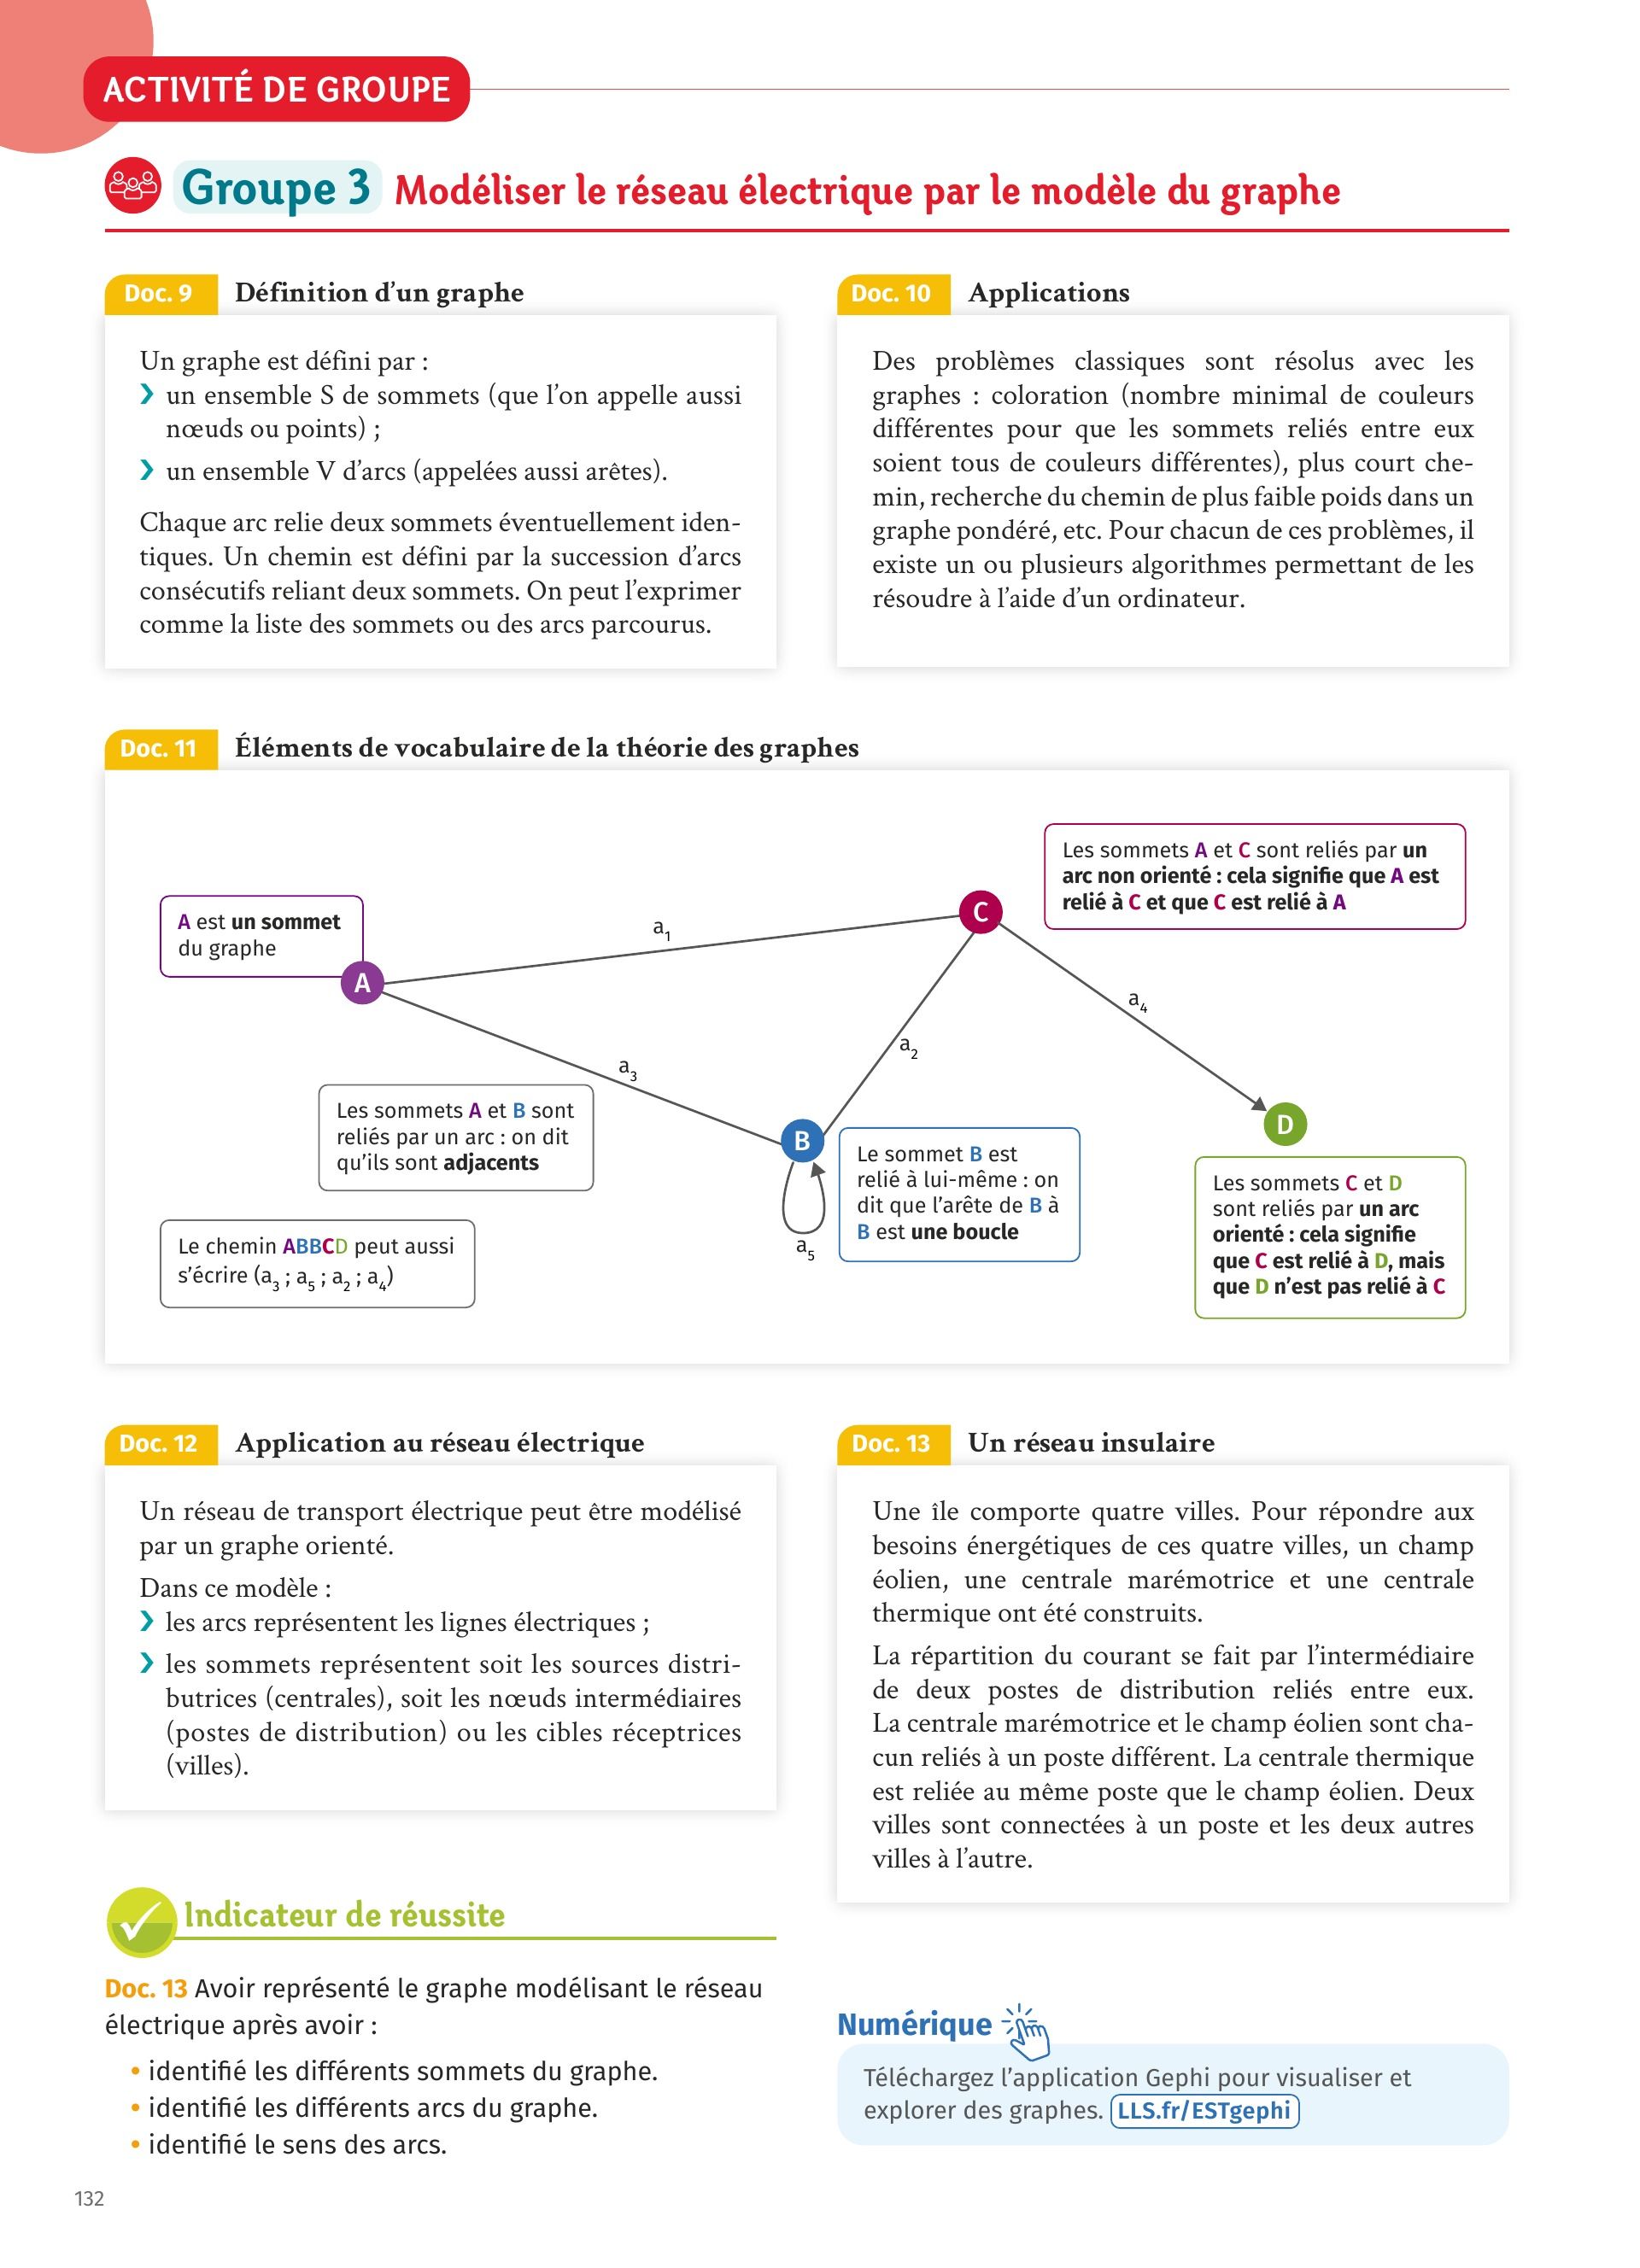 ACTIVITÉ DE GROUPE
Groupe 3 Modéliser le réseau électrique par le modèle du graphe
Doc. 9 Définition d’un graphe
Un graphe est défini par :
❯ un ensemble S de sommets (que l’on appelle aussi
nœuds ou points) ;
❯ un ensemble V d’arcs (appelées aussi arêtes).
Chaque arc relie deux sommets éventuellement iden-
tiques. Un chemin est défini par la succession d’arcs
consécutifs reliant deux sommets. On peut l’exprimer
comme la liste des sommets ou des arcs parcourus.
Doc. 10 Applications
Des problèmes classiques sont résolus avec les
graphes : coloration (nombre minimal de couleurs
différentes pour que les sommets reliés entre eux
soient tous de couleurs différentes), plus court che-
min, recherche du chemin de plus faible poids dans un
graphe pondéré, etc. Pour chacun de ces problèmes, il
existe un ou plusieurs algorithmes permettant de les
résoudre à l’aide d’un ordinateur.
Doc. 11 Éléments de vocabulaire de la théorie des graphes
Les sommets A et C sont reliés par un
arc non orienté : cela signifie que A est
relié à C et que C est relié à A
A est un sommet
du graphe
A
a1
C
a4
a2
a3
Les sommets A et B sont
reliés par un arc : on dit
qu’ils sont adjacents
B
D
Le sommet B est
relié à lui-même : on
dit que l’arête de B à
B est une boucle
a5
Les sommets C et D
sont reliés par un arc
orienté : cela signifie
que C est relié à D, mais
que D n’est pas relié à C
Le chemin ABBCD peut aussi
s’écrire (a3 ; a5 ; a2 ; a4)
Doc. 12 Application au réseau électrique
Un réseau de transport électrique peut être modélisé
par un graphe orienté.
Dans ce modèle :
❯ les arcs représentent les lignes électriques ;
❯ les sommets représentent soit les sources distri-
butrices (centrales), soit les nœuds intermédiaires
(postes de distribution) ou les cibles réceptrices
(villes).
Doc. 13 Un réseau insulaire
Une île comporte quatre villes. Pour répondre aux
besoins énergétiques de ces quatre villes, un champ
éolien, une centrale marémotrice et une centrale
thermique ont été construits.
La répartition du courant se fait par l’intermédiaire
de deux postes de distribution reliés entre eux.
La centrale marémotrice et le champ éolien sont cha-
cun reliés à un poste différent. La centrale thermique
est reliée au même poste que le champ éolien. Deux
villes sont connectées à un poste et les deux autres
villes à l’autre.
Indicateur de réussite
Doc. 13 Avoir représenté le graphe modélisant le réseau
électrique après avoir :
• identifié les différents sommets du graphe.
• identifié les différents arcs du graphe.
• identifié le sens des arcs.
Numérique
Téléchargez l’application Gephi pour visualiser et
explorer des graphes. LLS.fr/ESTgephi
132